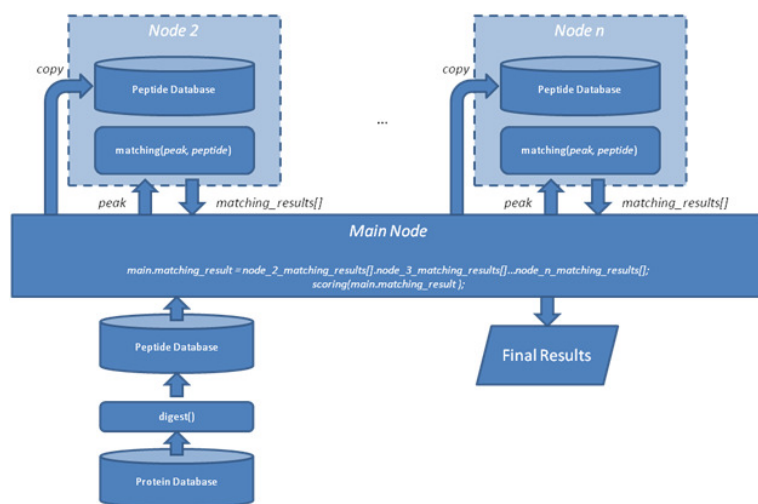 Node 2
Node n
copy
copy
Peptide Database
Peptide Database
...
matching(peak, peptide)
matching(peak, peptide)
peak
matching_results[]
peak
matching_results[]
Main Node
main.matching_result = node_2_matching_results[].node_3_matching_results[]...node_n_matching_results[];
scoring(main.matching_result );
Peptide Database
Final Results
digest()
Protein Database